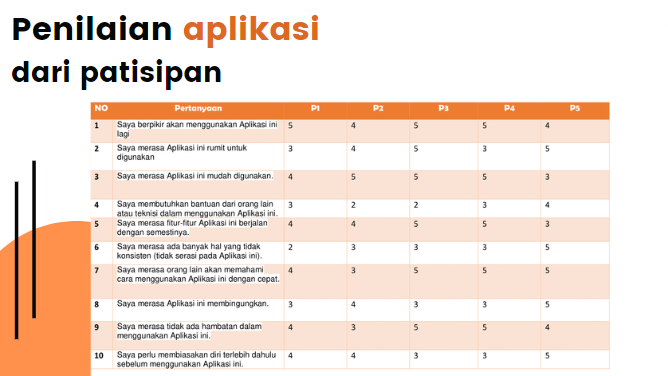 Penilaian aplikasi
dari patisipan
NO Pertanyaan P1 P2 P3 P4 P5
1 Saya berpikir akan menggunakan Aplikasi ini 5 4 5 5 4
lagi
2 Saya merasa Aplikasi ini rumit untuk 3 4 5 3 5
digunakan
3 Saya merasa Aplikasi ini mudah digunakan. 4 5 5 5 3
4 Saya membutuhkan bantuan dari orang lain 3 2 2 3 4
atau teknisi dalam menggunakan Aplikasi ini.
5 Saya merasa fitur-fitur Aplikasi ini berjalan 4 4 5 5 3
dengan semestinya.
6 Saya merasa ada banyak hal yang tidak 2 3 3 3 5
konsisten (tidak serasi pada Aplikasi ini).
7 Saya merasa orang lain akan memahami 4 3 5 5 5
cara menggunakan Aplikasi ini dengan cepat.
8 Saya merasa Aplikasi ini membingungkan. 3 4 3 3 5
9 Saya merasa tidak ada hambatan dalam 4 3 5 5 4
menggunakan Aplikasi ini.
10 Saya perlu membiasakan diri terlebih dahulu 4 4 3 3 5
sebelum menggunakan Aplikasi ini.